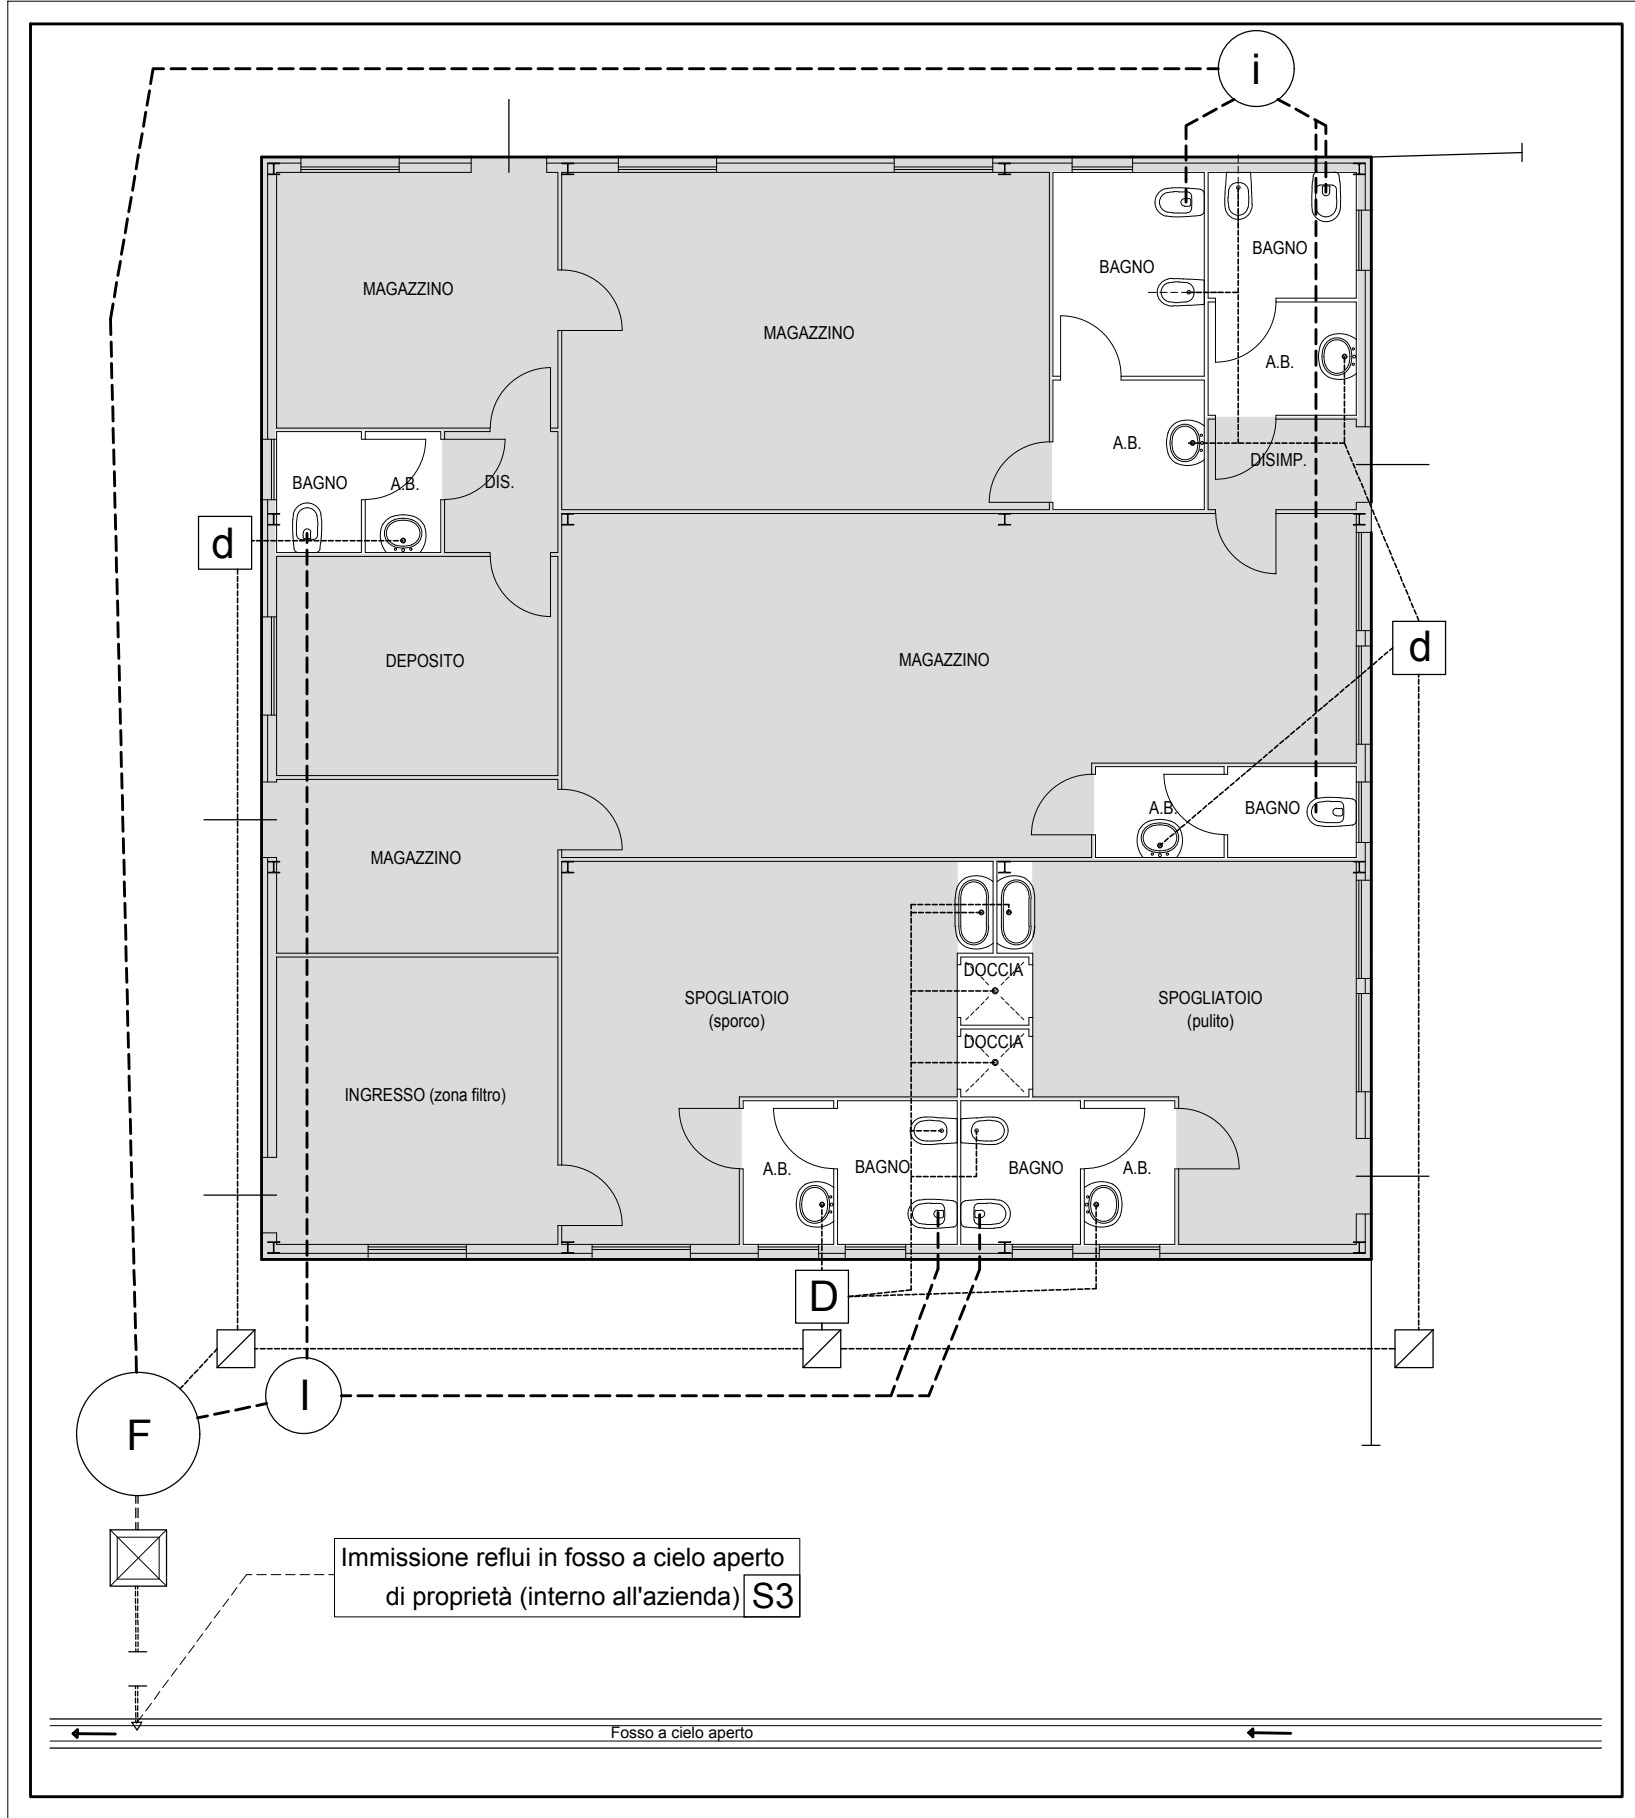 i
BAGNO
BAGNO
MAGAZZINO
MAGAZZINO
A.B.
A.B.
DISIMP.
BAGNO
A.B.
DIS.
d
d
DEPOSITO
MAGAZZINO
A.B.
BAGNO
MAGAZZINO
DOCCIA
SPOGLIATOIO
(sporco)
SPOGLIATOIO
(pulito)
DOCCIA
INGRESSO (zona filtro)
A.B.
BAGNO
BAGNO
A.B.
D
I
F
Immissione reflui in fosso a cielo aperto
di proprietà (interno all'azienda) S3
Fosso a cielo aperto